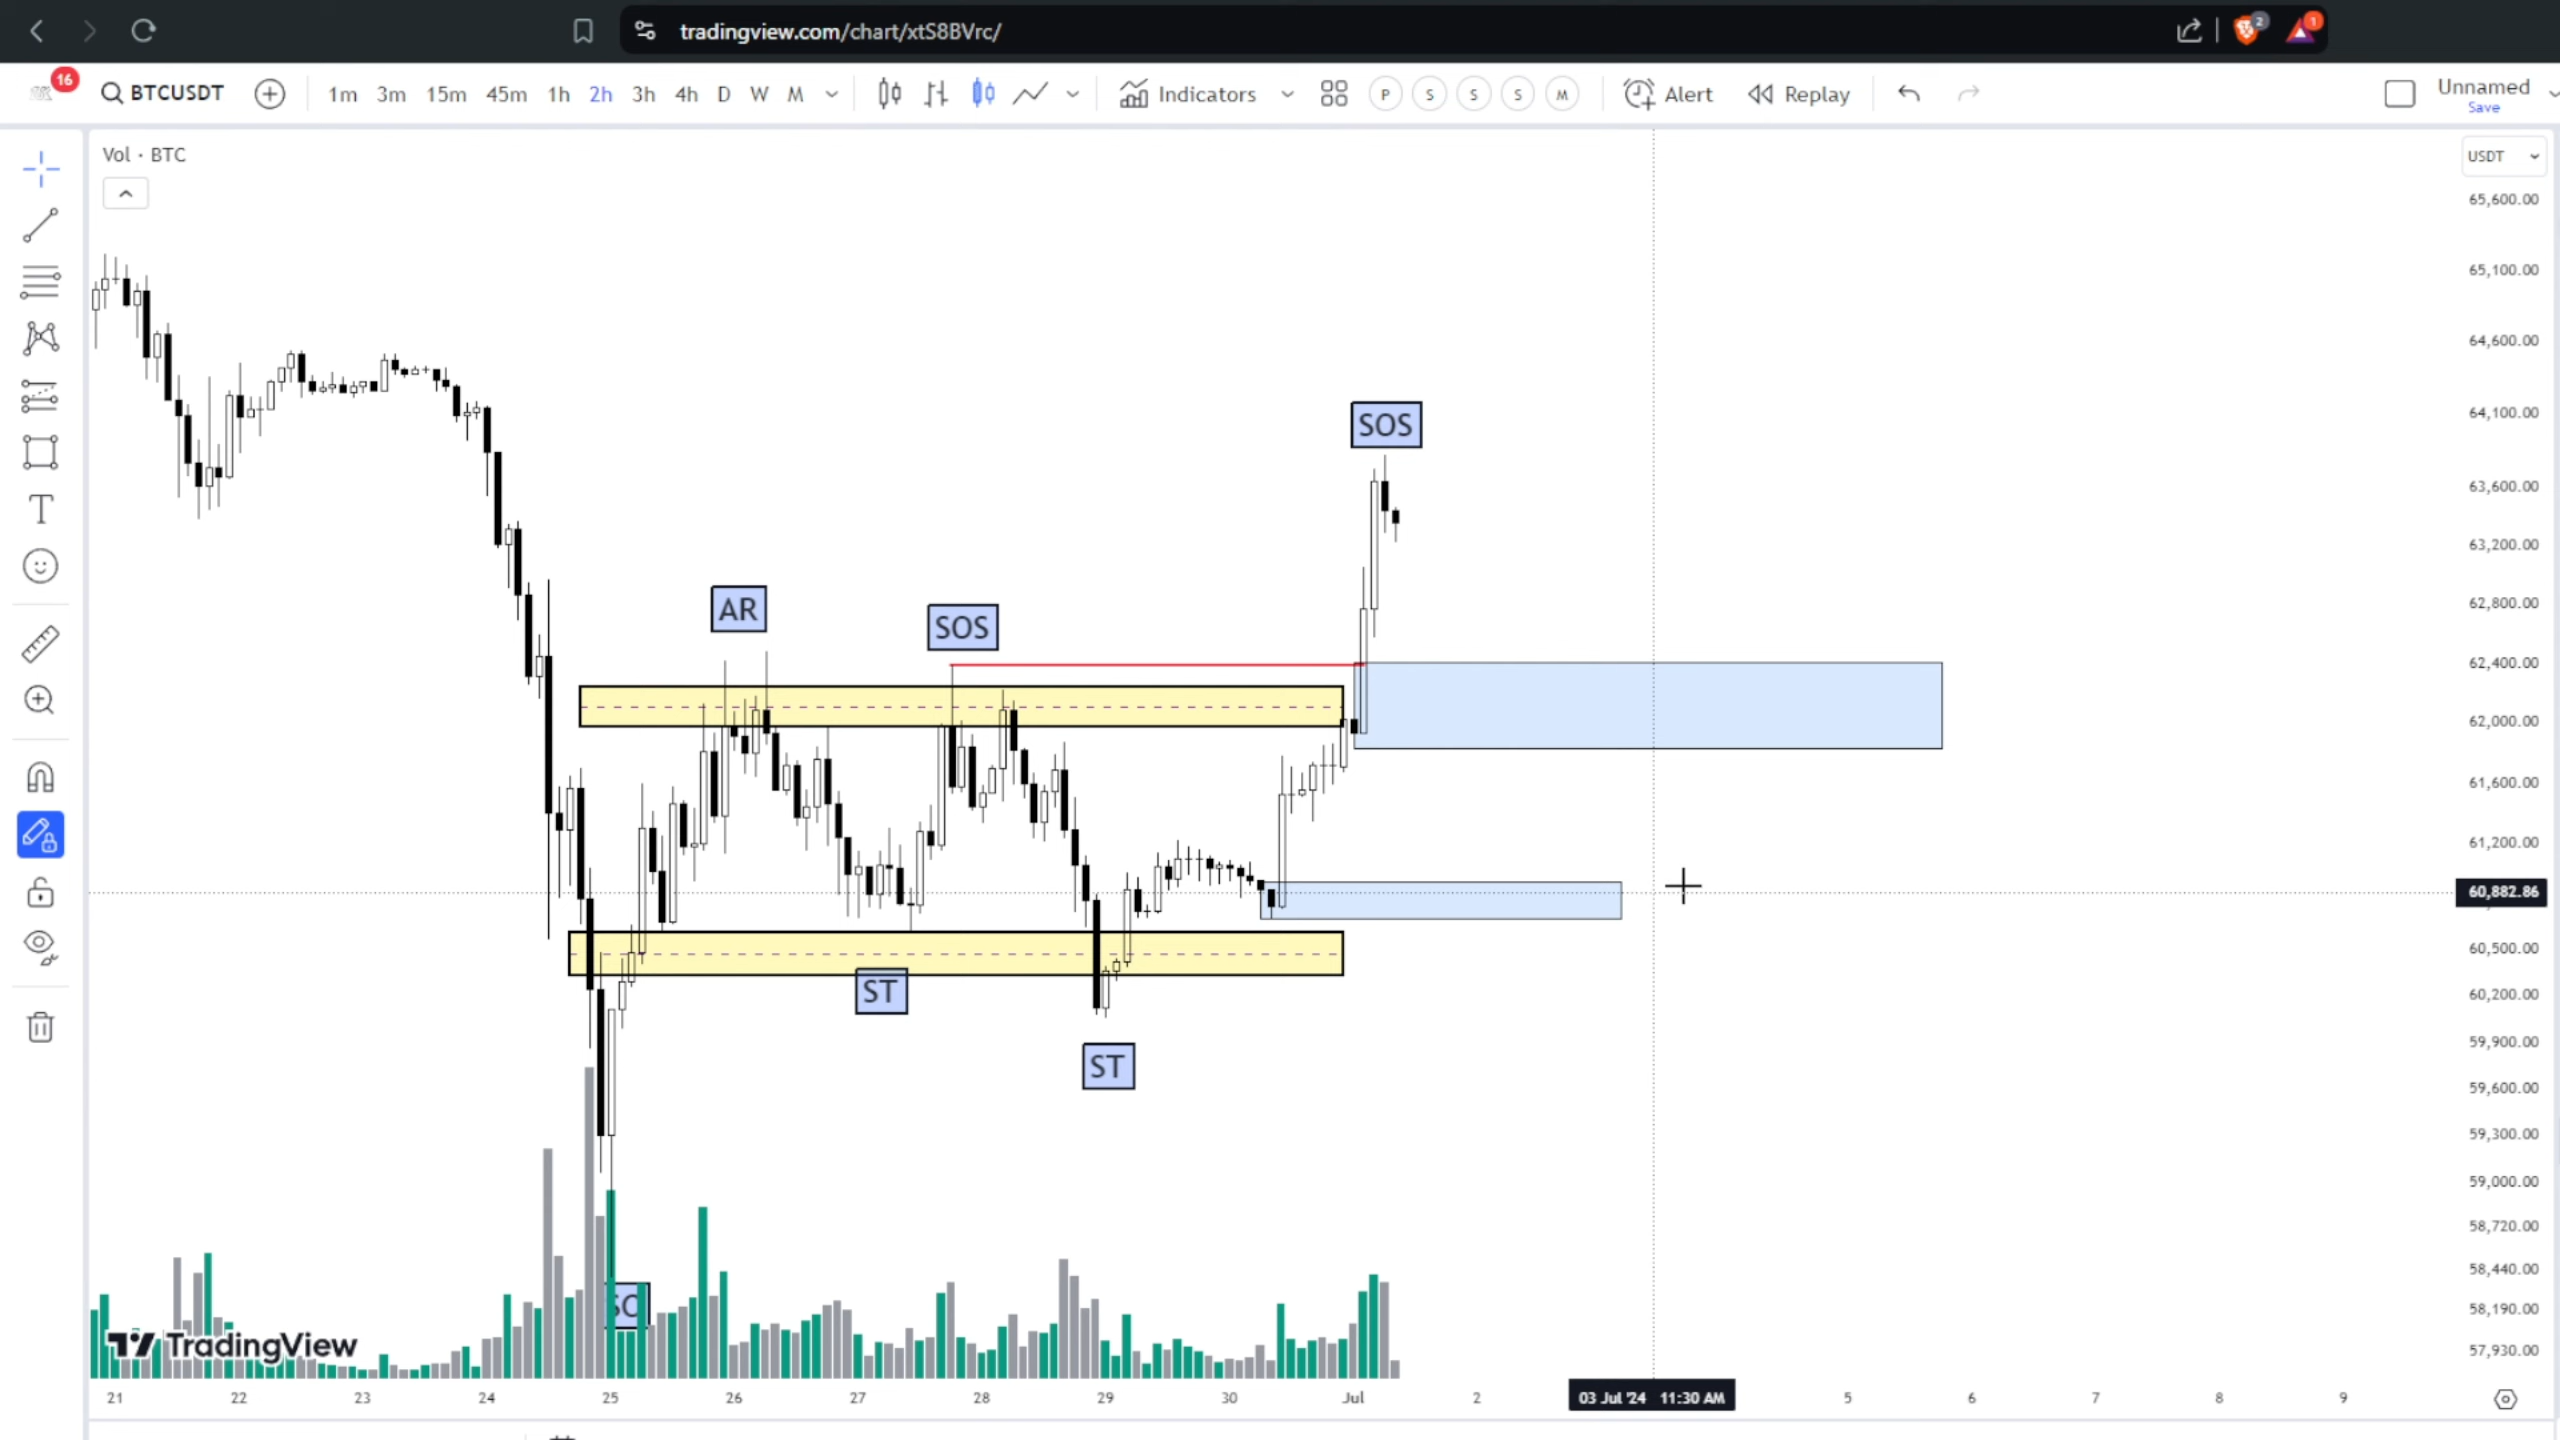 tradingview.com/chart/xtS8BVrc/
2
1
16
BTCUSDT
1m 3m 15m 45m 1h 2h 3h 4h D W M
Indicators
P S S S M
Alert
Replay
Unnamed
Save
Vol · BTC
USDT
65,600.00
65,100.00
64,600.00
64,100.00
SOS
63,600.00
63,200.00
AR
62,800.00
SOS
62,400.00
62,000.00
61,600.00
61,200.00
60,882.86
60,500.00
ST
60,200.00
59,900.00
ST
59,600.00
59,300.00
59,000.00
58,720.00
58,440.00
SC
58,190.00
TradingView
57,930.00
21 22 23 24 25 26 27 28 29 30 Jul 2 03 Jul '24 11:30 AM 5 6 7 8 9